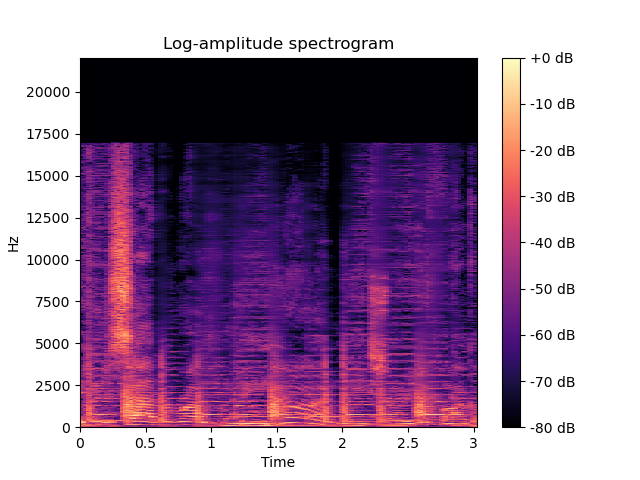 Log-amplitude spectrogram
+0 dB
20000
-10 dB
17500
-20 dB
15000
-30 dB
12500
Hz
-40 dB
10000
-50 dB
7500
-60 dB
5000
-70 dB
2500
0
-80 dB
0 0.5 1 1.5 2 2.5 3
Time